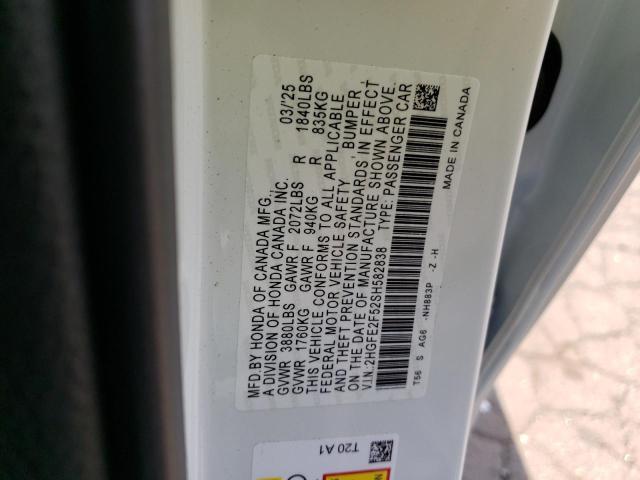 MFD.BY HONDA OF CANADA MFG., 03/'25
A DIVISION OF HONDA CANADA INC.
GVWR 3880LBS GAWR F 2072LBS R 1840LBS
GVWR 1760KG GAWR F 940KG R 835KG
THIS VEHICLE CONFORMS TO ALL APPLICABLE
FEDERAL MOTOR VEHICLE SAFETY BUMPER,
AND THEFT PREVENTION STANDARDS IN EFFECT
ON THE DATE OF MANUFACTURE SHOWN ABOVE.
V.I.N.:2HGFE2F52SH582838 TYPE: PASSENGER CAR
T56 S AG6 -NH883P -Z -H MADE IN CANADA
T20 A1